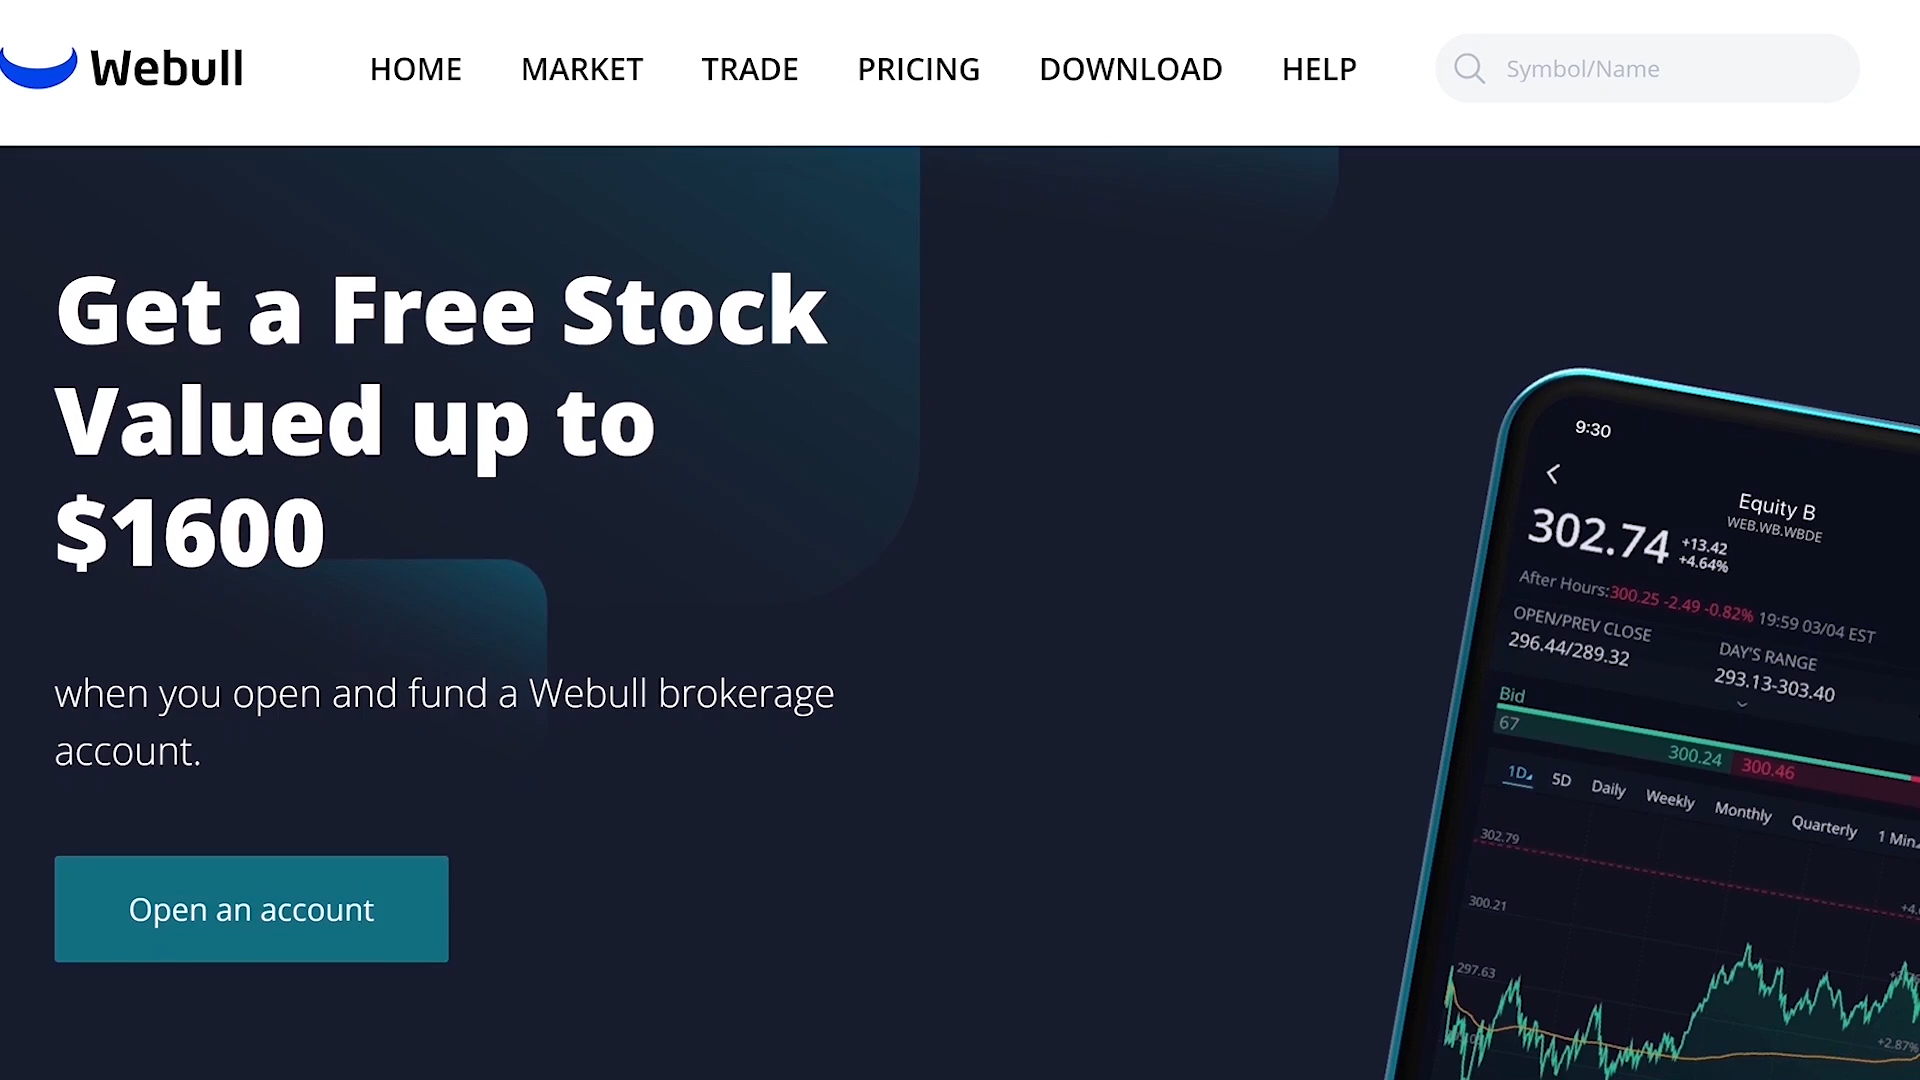 Webull
HOME MARKET TRADE PRICING DOWNLOAD HELP
Symbol/Name
Get a Free Stock
Valued up to
$1600
when you open and fund a Webull brokerage
account.
Open an account
9:30
Equity B
WEB.WB.WBDE
302.74
+13.42
+4.64%
After Hours:300.25 -2.49 -0.82% 19:59 03/04 EST
OPEN/PREV CLOSE
296.44/289.32
DAY'S RANGE
293.13-303.40
Bid
67
300.24 300.46
1D 5D Daily Weekly Monthly Quarterly 1 Min
302.79
300.21
297.63
+2.87%